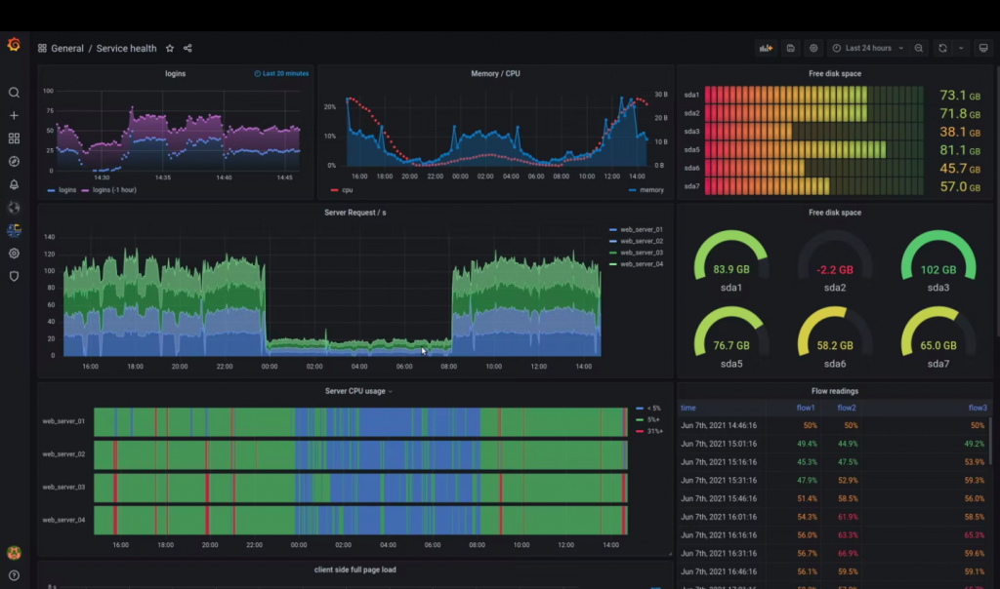 General / Service health
Last 24 hours
logins
Last 20 minutes
100
75
50
25
0
14:30 14:35 14:40 14:45
logins logins (-1 hour)
Memory / CPU
20%
10%
0%
30 B
20 B
10 B
0 B
16:00 18:00 20:00 22:00 00:00 02:00 04:00 06:00 08:00 10:00 12:00 14:00
cpu
memory
Free disk space
sda1 73.1 GB
sda2 71.8 GB
sda3 38.1 GB
sda5 81.1 GB
sda6 45.7 GB
sda7 57.0 GB
Server Request / s
140
120
100
80
60
40
20
0
16:00 18:00 20:00 22:00 00:00 02:00 04:00 06:00 08:00 10:00 12:00 14:00
web_server_01
web_server_02
web_server_03
web_server_04
Free disk space
83.9 GB -2.2 GB 102 GB
sda1 sda2 sda3
76.7 GB 58.2 GB 65.0 GB
sda5 sda6 sda7
Server CPU usage
web_server_01
web_server_02
web_server_03
web_server_04
16:00 18:00 20:00 22:00 00:00 02:00 04:00 06:00 08:00 10:00 12:00 14:00
< 5%
5%+
31%+
Flow readings
time flow1 flow2 flow3
Jun 7th, 2021 14:46:16 50% 50% 50%
Jun 7th, 2021 15:01:16 49.4% 44.9% 49.2%
Jun 7th, 2021 15:16:16 45.3% 47.5% 53.9%
Jun 7th, 2021 15:31:16 47.9% 52.9% 59.3%
Jun 7th, 2021 15:46:16 51.4% 58.5% 56.0%
Jun 7th, 2021 16:01:16 54.3% 61.9% 58.5%
Jun 7th, 2021 16:16:16 56.0% 63.3% 65.3%
Jun 7th, 2021 16:31:16 56.7% 66.9% 59.6%
Jun 7th, 2021 16:46:16 56.1% 59.5% 59.1%
client side full page load